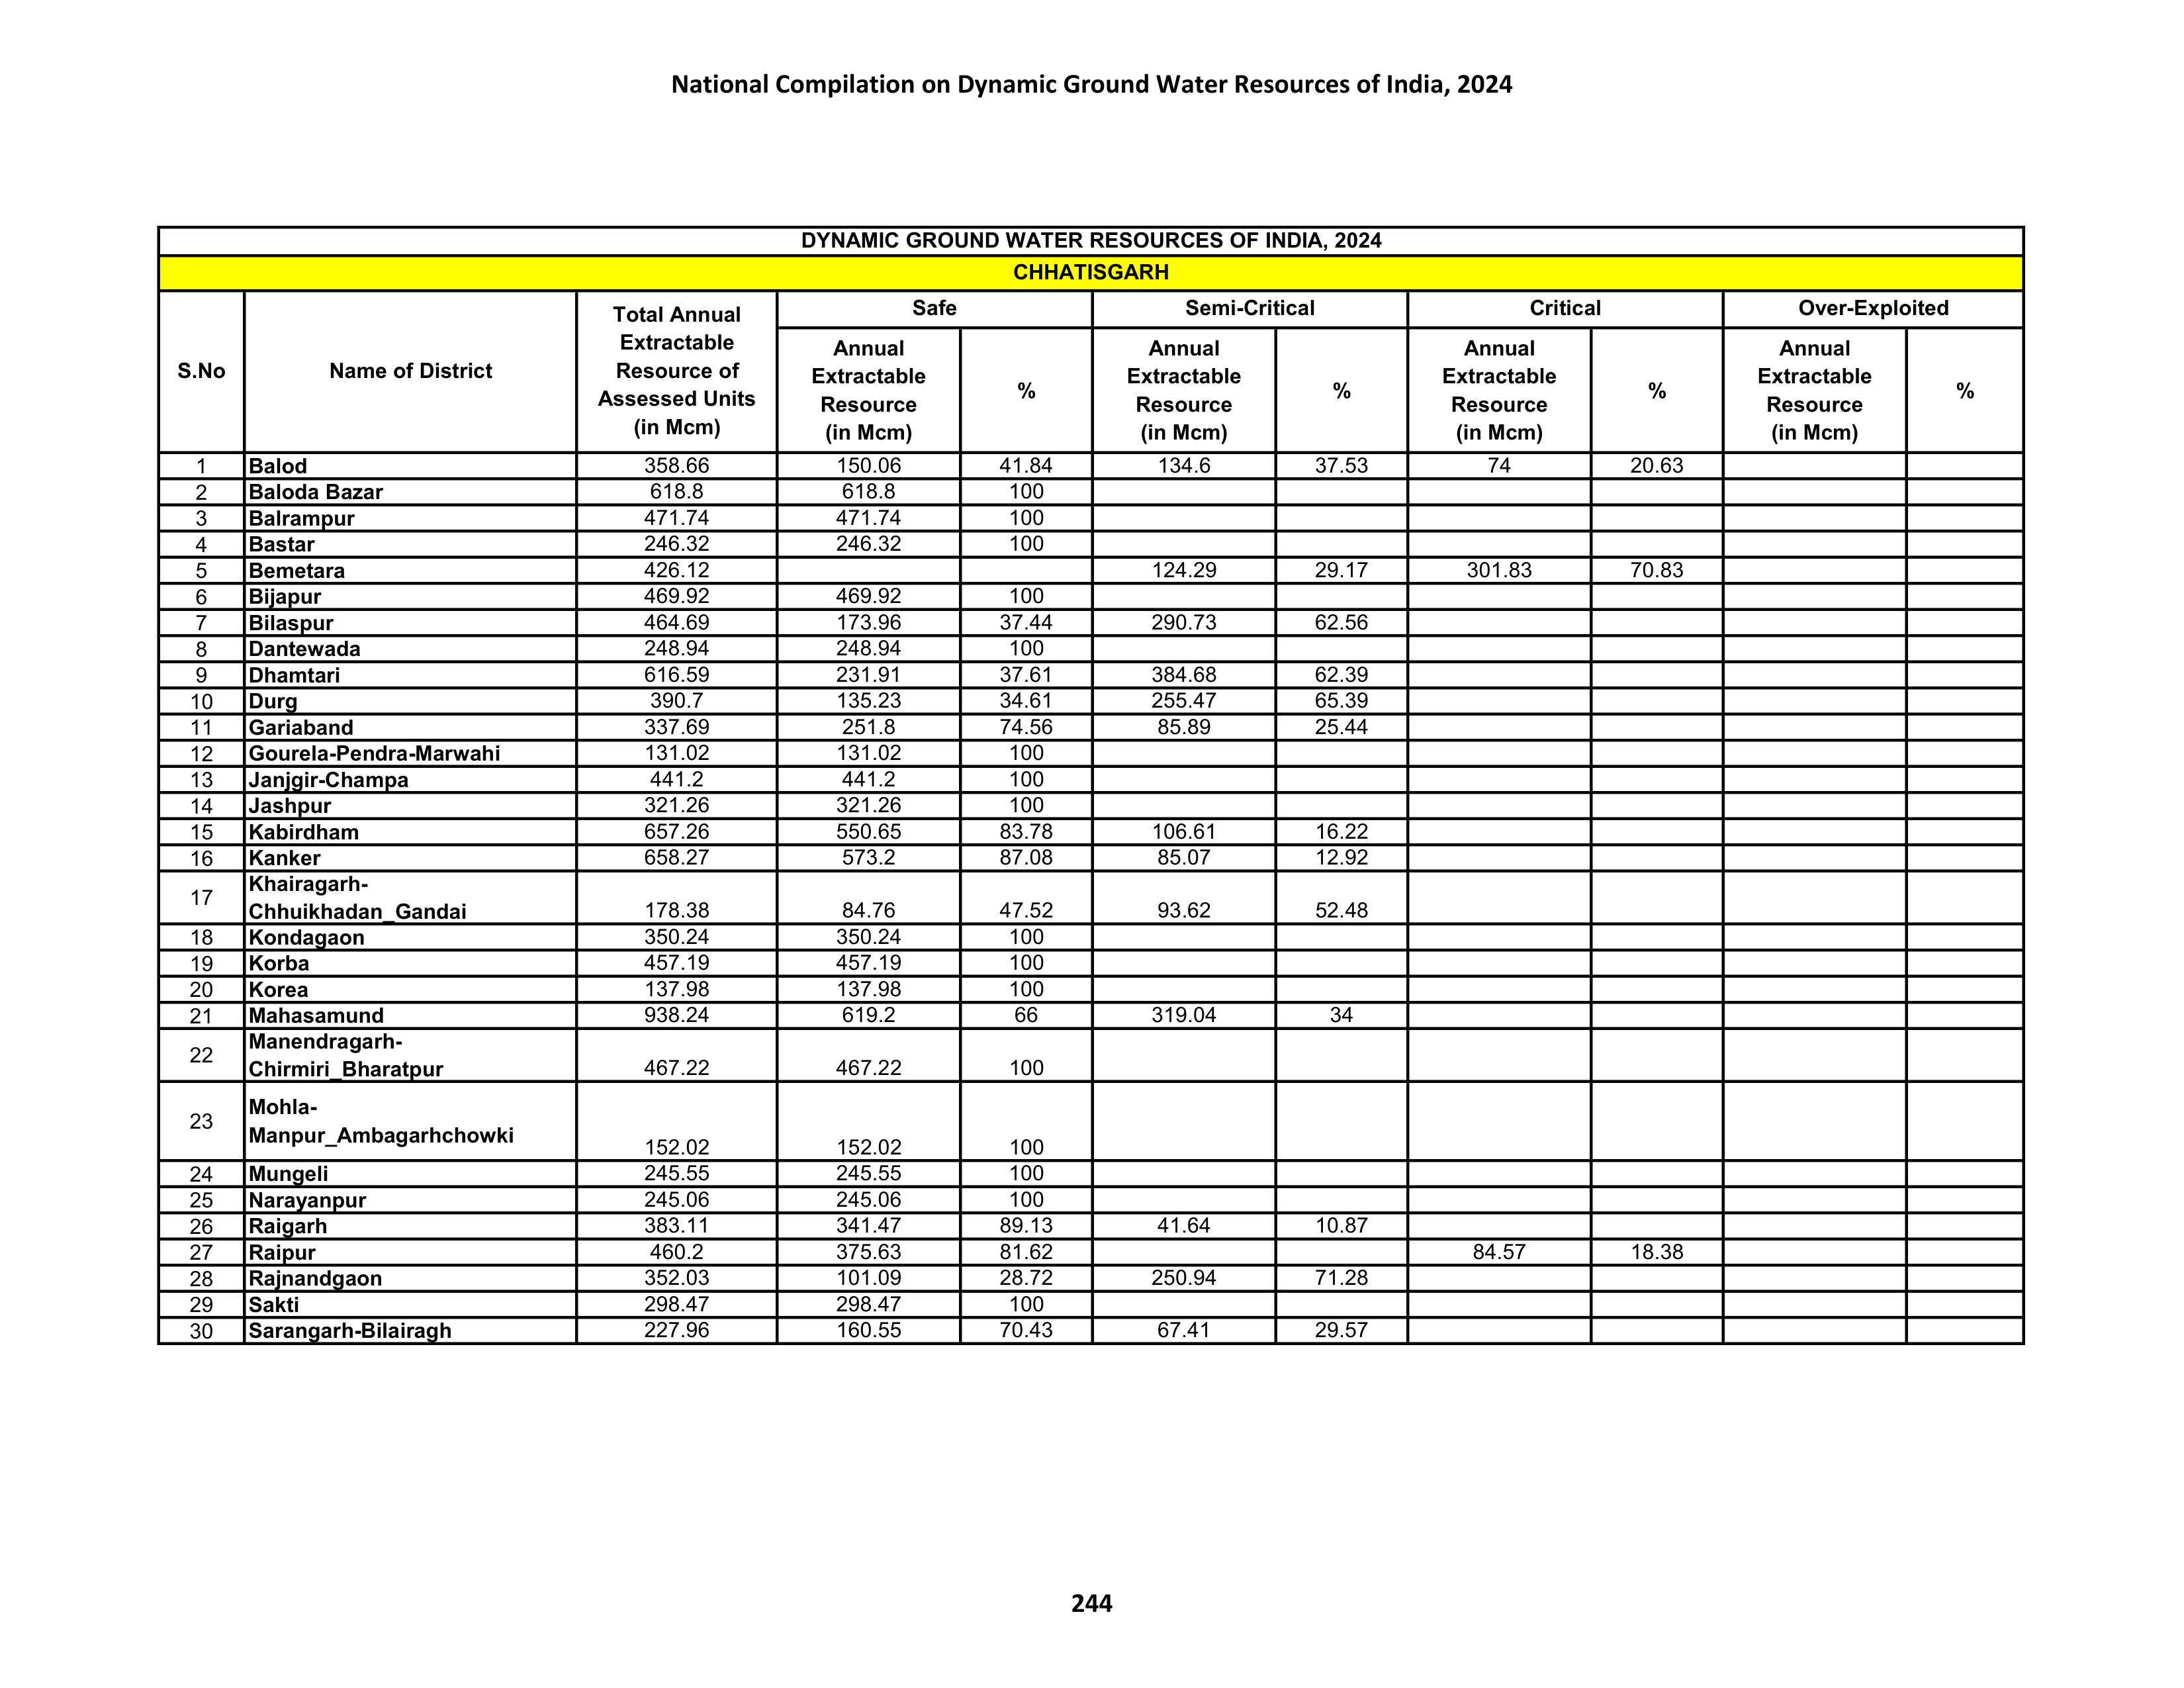 National Compilation on Dynamic Ground Water Resources of India, 2024
DYNAMIC GROUND WATER RESOURCES OF INDIA, 2024
CHHATISGARH
S.No
Name of District
Total Annual
Extractable
Resource of
Assessed Units
(in Mcm)
Safe
Semi-Critical
Critical
Over-Exploited
Annual
Extractable
Resource
(in Mcm)
%
Annual
Extractable
Resource
(in Mcm)
%
Annual
Extractable
Resource
(in Mcm)
%
Annual
Extractable
Resource
(in Mcm)
%
1 Balod 358.66 150.06 41.84 134.6 37.53 74 20.63
2 Baloda Bazar 618.8 618.8 100
3 Balrampur 471.74 471.74 100
4 Bastar 246.32 246.32 100
5 Bemetara 426.12 124.29 29.17 301.83 70.83
6 Bijapur 469.92 469.92 100
7 Bilaspur 464.69 173.96 37.44 290.73 62.56
8 Dantewada 248.94 248.94 100
9 Dhamtari 616.59 231.91 37.61 384.68 62.39
10 Durg 390.7 135.23 34.61 255.47 65.39
11 Gariaband 337.69 251.8 74.56 85.89 25.44
12 Gourela-Pendra-Marwahi 131.02 131.02 100
13 Janjgir-Champa 441.2 441.2 100
14 Jashpur 321.26 321.26 100
15 Kabirdham 657.26 550.65 83.78 106.61 16.22
16 Kanker 658.27 573.2 87.08 85.07 12.92
17 Khairagarh-
Chhuikhadan_Gandai 178.38 84.76 47.52 93.62 52.48
18 Kondagaon 350.24 350.24 100
19 Korba 457.19 457.19 100
20 Korea 137.98 137.98 100
21 Mahasamund 938.24 619.2 66 319.04 34
22 Manendragarh-
Chirmiri_Bharatpur 467.22 467.22 100
23 Mohla-
Manpur_Ambagarhchowki 152.02 152.02 100
24 Mungeli 245.55 245.55 100
25 Narayanpur 245.06 245.06 100
26 Raigarh 383.11 341.47 89.13 41.64 10.87
27 Raipur 460.2 375.63 81.62 84.57 18.38
28 Rajnandgaon 352.03 101.09 28.72 250.94 71.28
29 Sakti 298.47 298.47 100
30 Sarangarh-Bilairagh 227.96 160.55 70.43 67.41 29.57
244